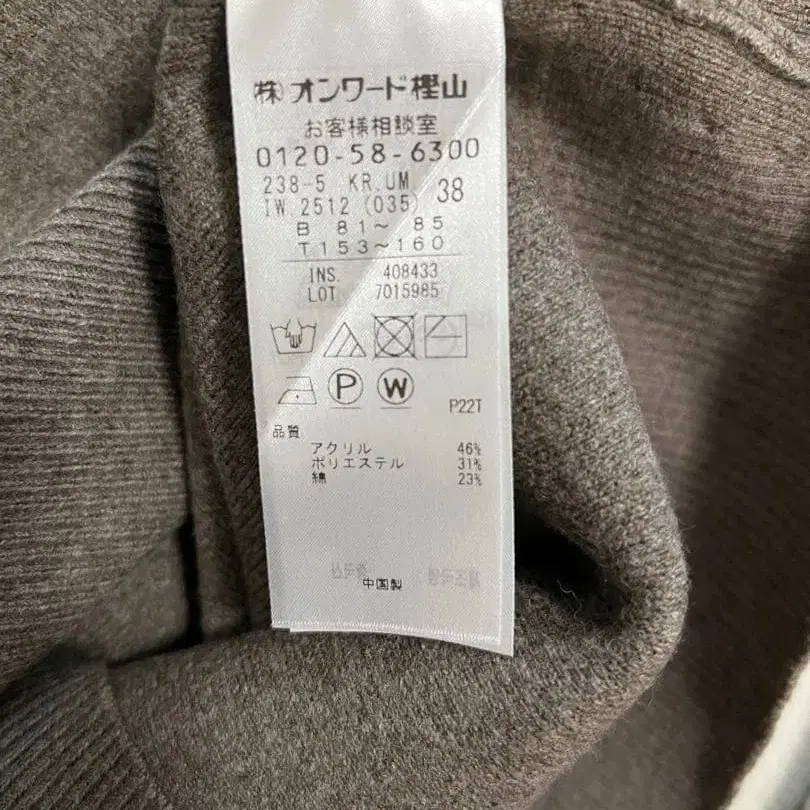 (株)オンワード樫山
お客様相談室
0120-58-6300
238-5 KR.UM 38
IW.2512 (035)
B 81～ 85
T153～160
INS. 408433
LOT 7015985
P W
P22T
品質
アクリル 46%
ポリエステル 31%
綿 23%
中国製